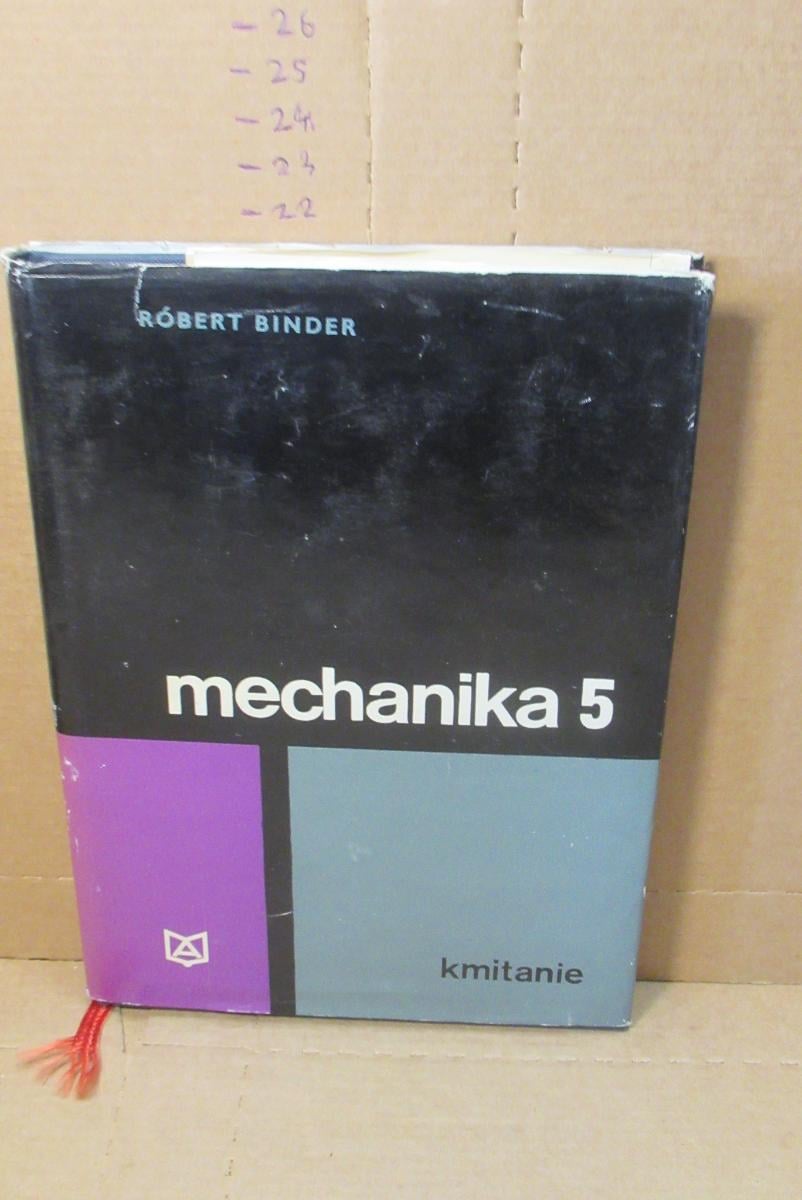 - 26
- 25
- 24
- 23
- 22
RÓBERT BINDER
mechanika 5
kmitanie